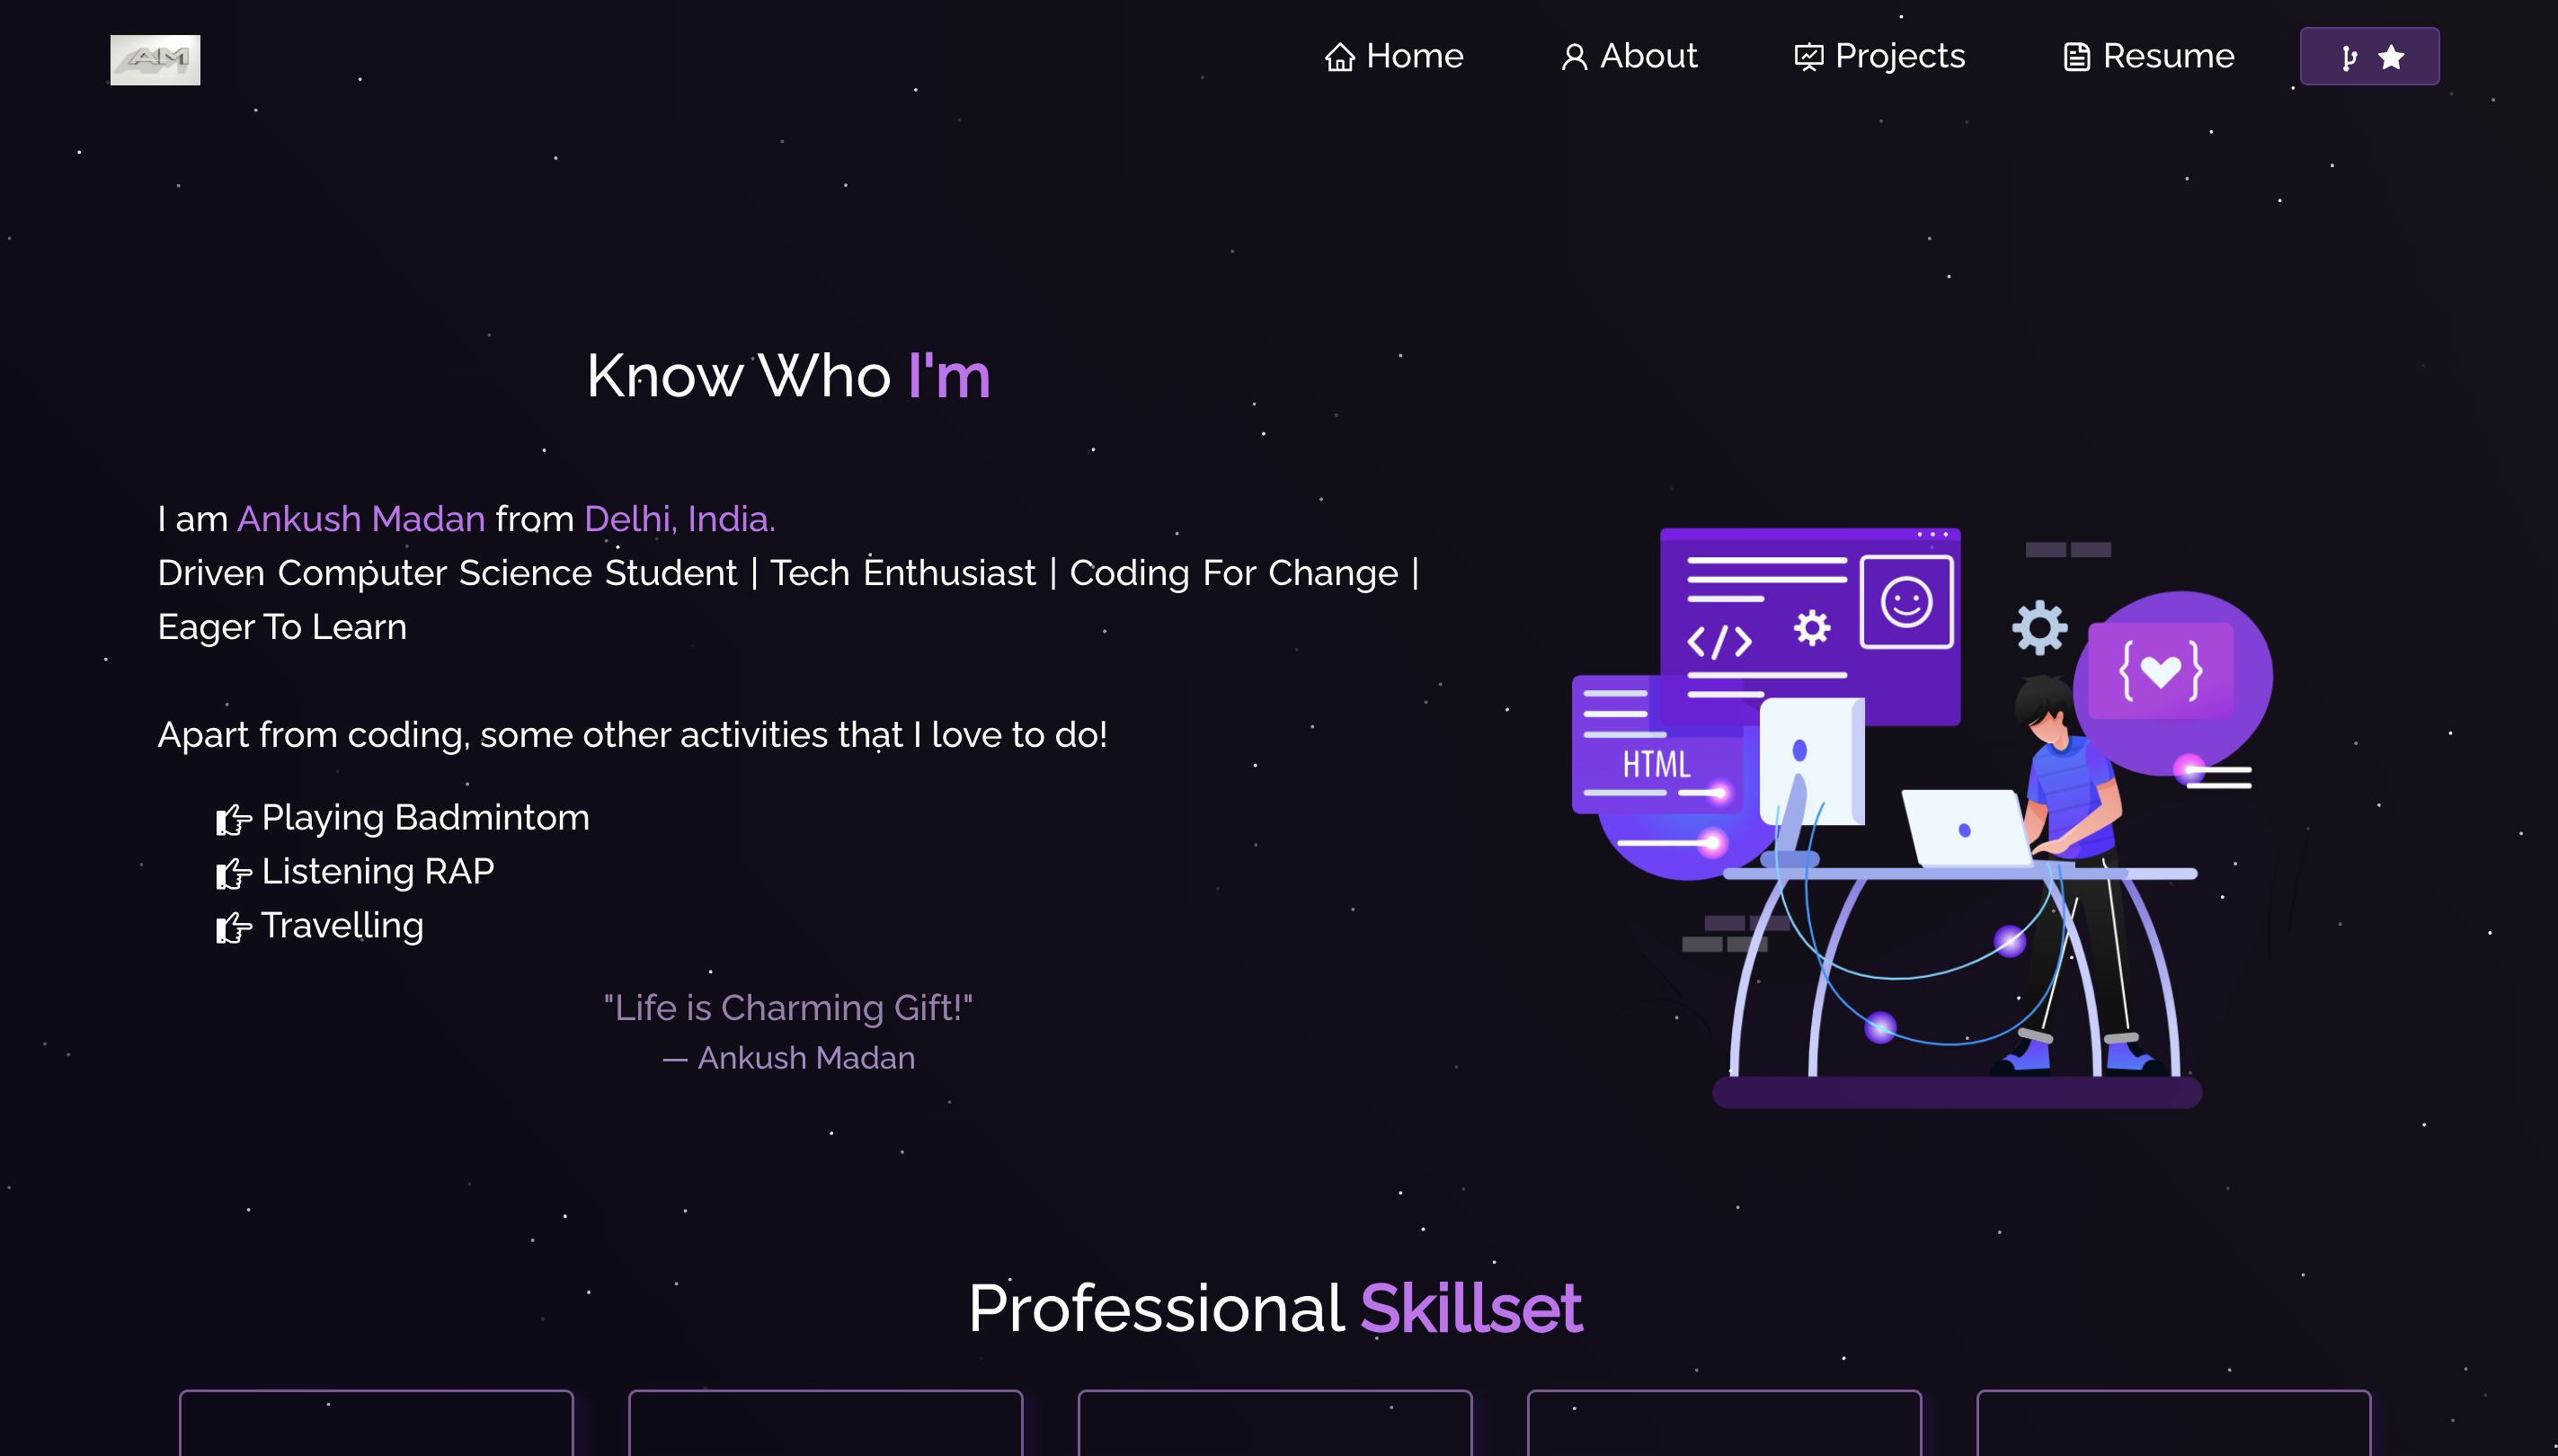 AM
Home
About
Projects
Resume
Know Who I'm
I am Ankush Madan from Delhi, India.
Driven Computer Science Student | Tech Enthusiast | Coding For Change |
Eager To Learn
Apart from coding, some other activities that I love to do!
Playing Badmintom
Listening RAP
Travelling
"Life is Charming Gift!"
— Ankush Madan
</>
HTML
Professional Skillset